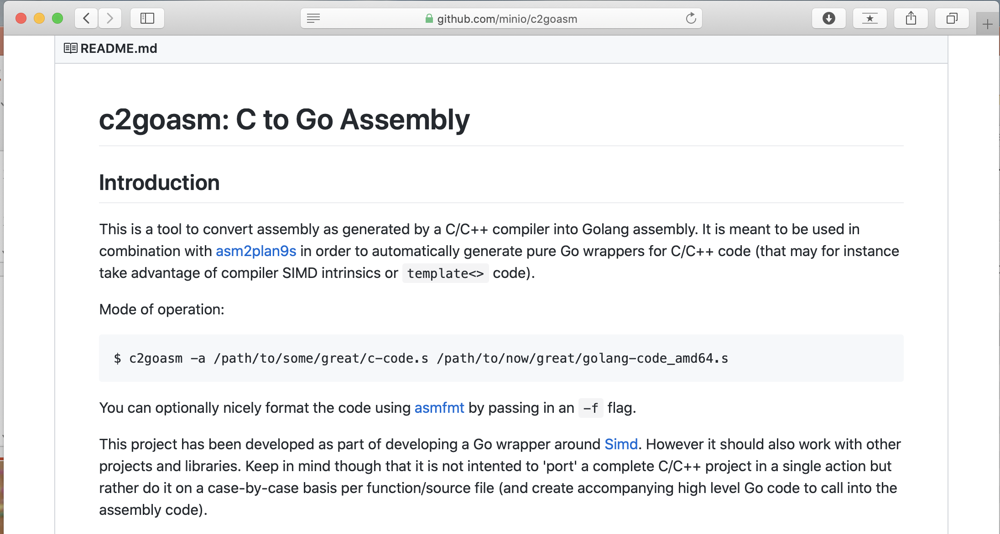 github.com/minio/c2goasm
README.md
c2goasm: C to Go Assembly
Introduction
This is a tool to convert assembly as generated by a C/C++ compiler into Golang assembly. It is meant to be used in
combination with asm2plan9s in order to automatically generate pure Go wrappers for C/C++ code (that may for instance
take advantage of compiler SIMD intrinsics or template<> code).
Mode of operation:
$ c2goasm -a /path/to/some/great/c-code.s /path/to/now/great/golang-code_amd64.s
You can optionally nicely format the code using asmfmt by passing in an -f flag.
This project has been developed as part of developing a Go wrapper around Simd. However it should also work with other
projects and libraries. Keep in mind though that it is not intented to 'port' a complete C/C++ project in a single action but
rather do it on a case-by-case basis per function/source file (and create accompanying high level Go code to call into the
assembly code).